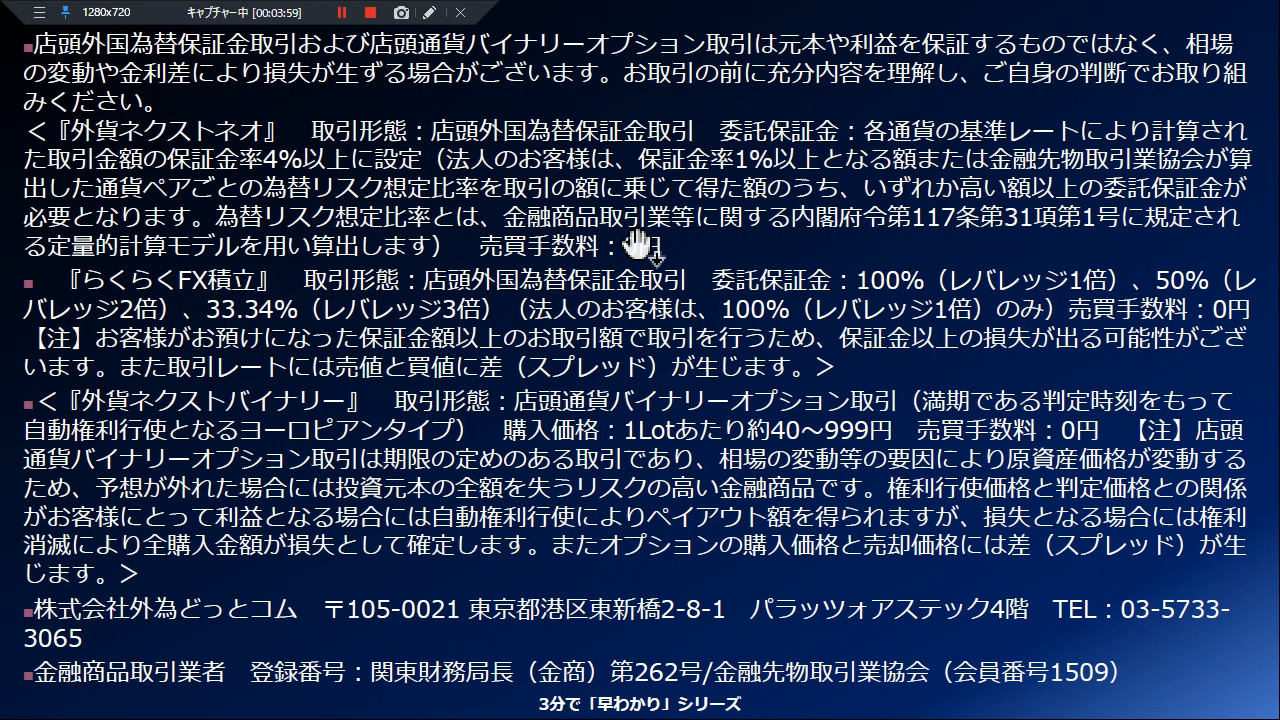 1280x720 キャプチャー中 [00:03:59]
■店頭外国為替保証金取引および店頭通貨バイナリーオプション取引は元本や利益を保証するものではなく、相場
の変動や金利差により損失が生ずる場合がございます。お取引の前に充分内容を理解し、ご自身の判断でお取り組
みください。
＜『外貨ネクストネオ』　取引形態：店頭外国為替保証金取引　委託保証金：各通貨の基準レートにより計算され
た取引金額の保証金率4%以上に設定（法人のお客様は、保証金率1%以上となる額または金融先物取引業協会が算
出した通貨ペアごとの為替リスク想定比率を取引の額に乗じて得た額のうち、いずれか高い額以上の委託保証金が
必要となります。為替リスク想定比率とは、金融商品取引業等に関する内閣府令第117条第31項第1号に規定され
る定量的計算モデルを用い算出します）　売買手数料：
■　『らくらくFX積立』　取引形態：店頭外国為替保証金取引　委託保証金：100%（レバレッジ1倍）、50%（レ
バレッジ2倍）、33.34%（レバレッジ3倍）（法人のお客様は、100%（レバレッジ1倍）のみ）売買手数料：0円
【注】お客様がお預けになった保証金額以上のお取引額で取引を行うため、保証金以上の損失が出る可能性がござ
います。また取引レートには売値と買値に差（スプレッド）が生じます。＞
■＜『外貨ネクストバイナリー』　取引形態：店頭通貨バイナリーオプション取引（満期である判定時刻をもって
自動権利行使となるヨーロピアンタイプ）　購入価格：1Lotあたり約40～999円　売買手数料：0円　【注】店頭
通貨バイナリーオプション取引は期限の定めのある取引であり、相場の変動等の要因により原資産価格が変動する
ため、予想が外れた場合には投資元本の全額を失うリスクの高い金融商品です。権利行使価格と判定価格との関係
がお客様にとって利益となる場合には自動権利行使によりペイアウト額を得られますが、損失となる場合には権利
消滅により全購入金額が損失として確定します。またオプションの購入価格と売却価格には差（スプレッド）が生
じます。＞
■株式会社外為どっとコム　〒105-0021 東京都港区東新橋2-8-1　パラッツォアステック4階　TEL：03-5733-
3065
■金融商品取引業者　登録番号：関東財務局長（金商）第262号/金融先物取引業協会（会員番号1509）
3分で「早わかり」シリーズ